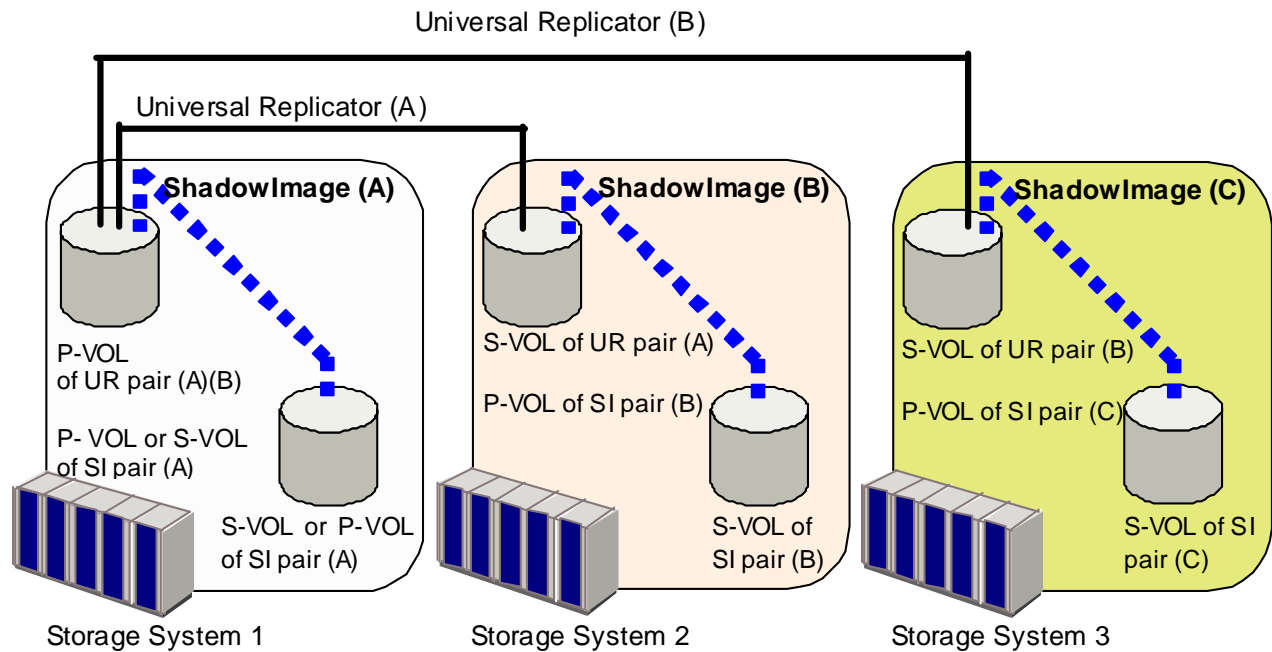 Universal Replicator (B)
Universal Replicator (A)
ShadowImage (A)
P-VOL
of UR pair (A)(B)
P- VOL or S-VOL
of SI pair (A)
S-VOL or P-VOL
of SI pair (A)
Storage System 1
ShadowImage (B)
S-VOL of UR pair (A)
P-VOL of SI pair (B)
S-VOL of
SI pair (B)
Storage System 2
ShadowImage (C)
S-VOL of UR pair (B)
P-VOL of SI pair (C)
S-VOL of SI
pair (C)
Storage System 3